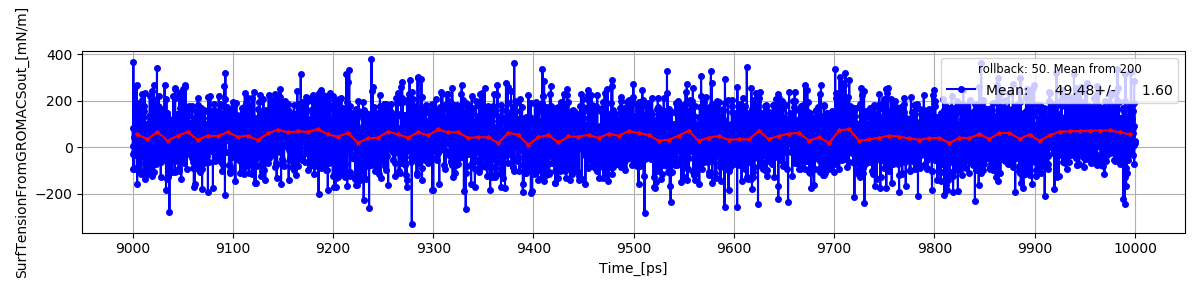 SurfTensionFromGROMACSout_[mN/m]
400
200
0
−200
rollback: 50. Mean from 200
Mean: 49.48+/- 1.60
9000 9100 9200 9300 9400 9500 9600 9700 9800 9900 10000
Time_[ps]